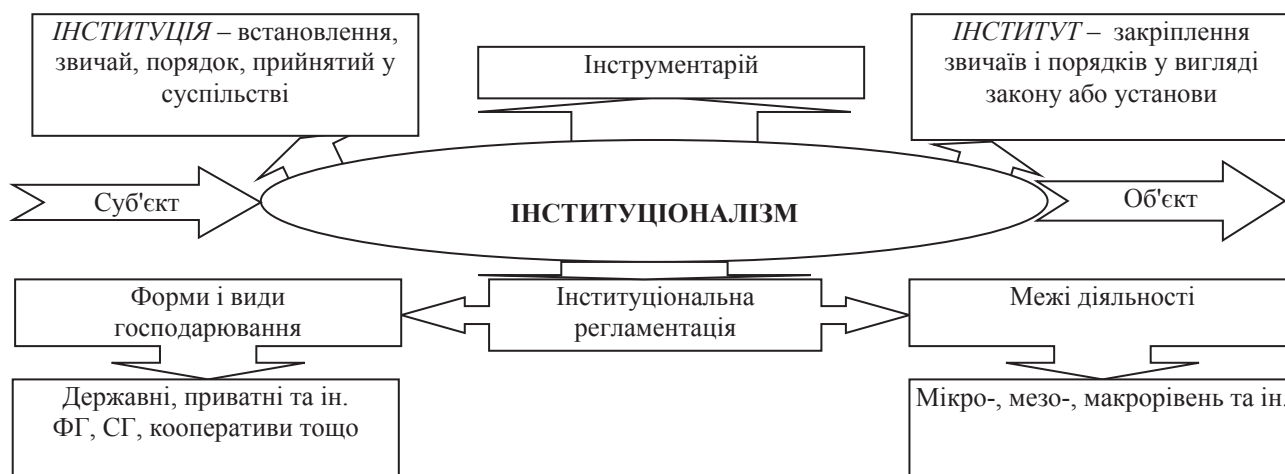 ІНСТИТУЦІЯ – встановлення,
звичай, порядок, прийнятий у
суспільстві
Інструментарій
ІНСТИТУТ – закріплення
звичаїв і порядків у вигляді
закону або установи
Суб'єкт
ІНСТИТУЦІОНАЛІЗМ
Об'єкт
Форми і види
господарювання
Інституціональна
регламентація
Межі діяльності
Державні, приватні та ін.
ФГ, СГ, кооперативи тощо
Мікро-, мезо-, макрорівень та ін.